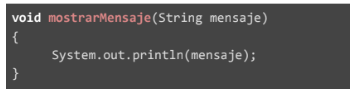 void mostrarMensaje(String mensaje)
{
      System.out.println(mensaje);
}